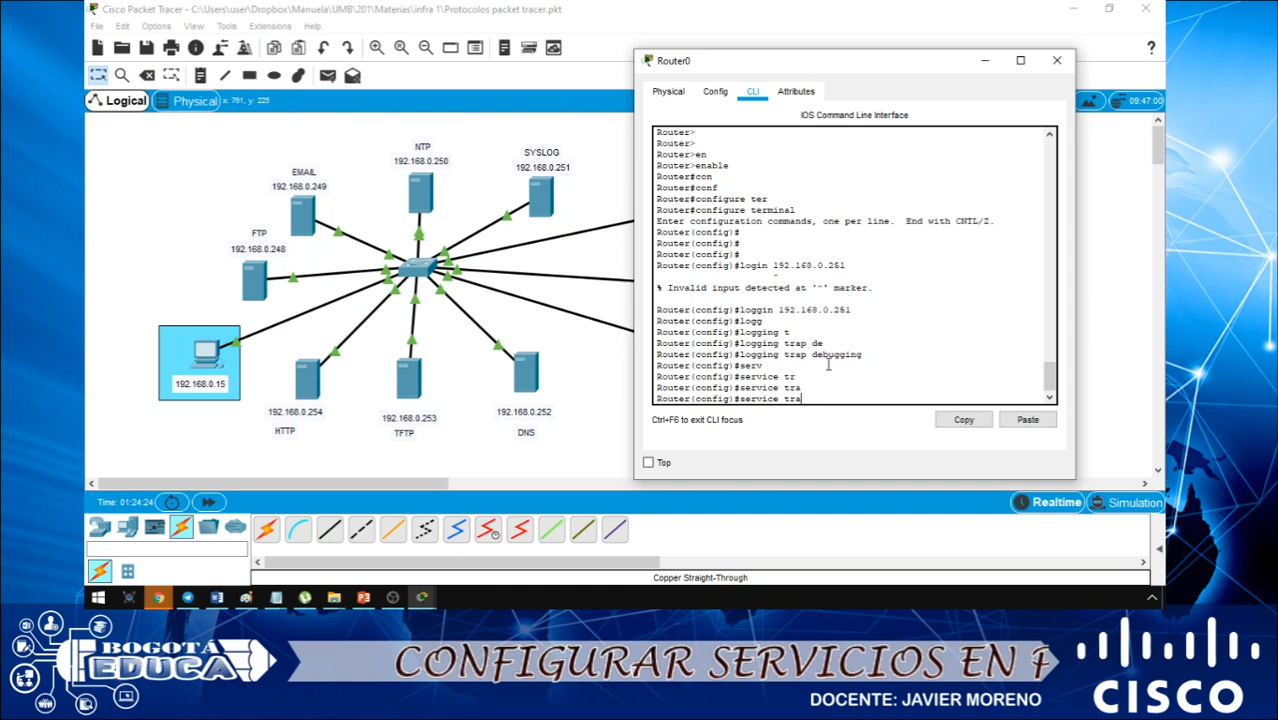 Cisco Packet Tracer - C:\Users\user\Dropbox\Manuela\UMB\201\Materias\infra 1\Protocolos packet tracer.pkt
File Edit Options View Tools Extensions Help
Logical Physical x: 761, y: 225
09:47:00
NTP
192.168.0.250
SYSLOG
192.168.0.251
EMAIL
192.168.0.249
FTP
192.168.0.248
192.168.0.15
192.168.0.254
HTTP
192.168.0.253
TFTP
192.168.0.252
DNS
Router0
Physical Config CLI Attributes
IOS Command Line Interface
Router>
Router>
Router>en
Router>enable
Router#con
Router#conf
Router#configure ter
Router#configure terminal
Enter configuration commands, one per line. End with CNTL/Z.
Router(config)#
Router(config)#
Router(config)#
Router(config)#login 192.168.0.251
^
% Invalid input detected at '^' marker.
Router(config)#loggin 192.168.0.251
Router(config)#logg
Router(config)#logging t
Router(config)#logging trap de
Router(config)#logging trap debugging
Router(config)#serv
Router(config)#service tr
Router(config)#service tra
Router(config)#service tra
Ctrl+F6 to exit CLI focus
Copy Paste
Top
Time: 01:24:24
Realtime Simulation
Copper Straight-Through
BOGOTÁ
EDUCA
CONFIGURAR SERVICIOS EN P
DOCENTE: JAVIER MORENO
CISCO